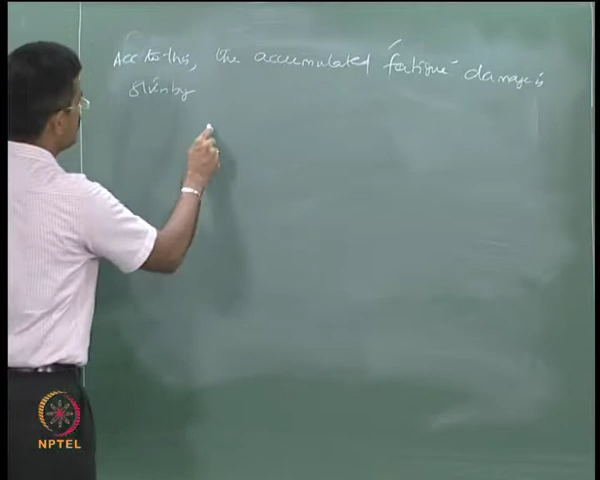 Acc to this, the accumulated fatigue damage is
given by
NPTEL